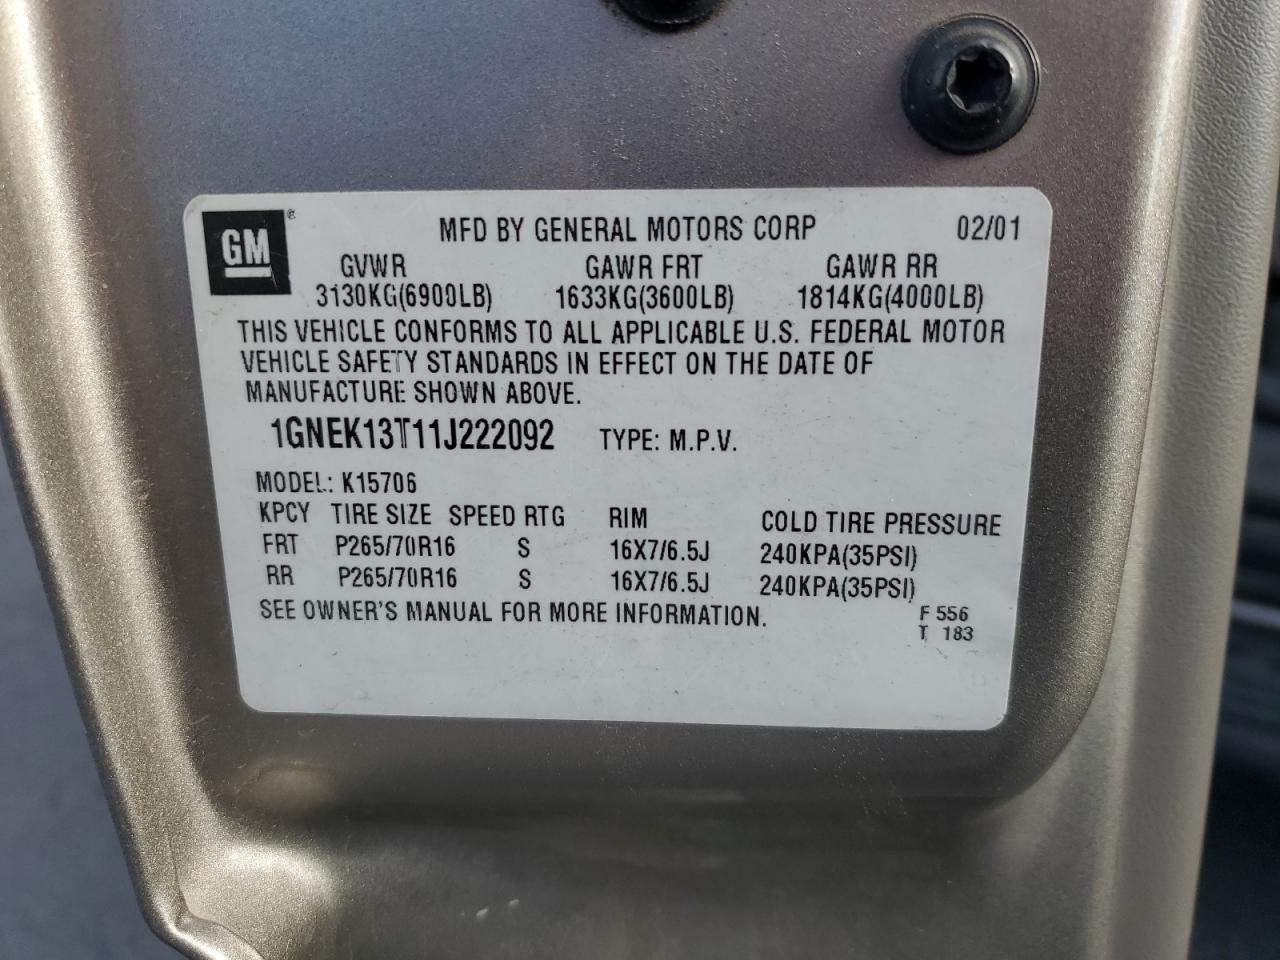 GM ®
MFD BY GENERAL MOTORS CORP 02/01
GVWR GAWR FRT GAWR RR
3130KG(6900LB) 1633KG(3600LB) 1814KG(4000LB)
THIS VEHICLE CONFORMS TO ALL APPLICABLE U.S. FEDERAL MOTOR
VEHICLE SAFETY STANDARDS IN EFFECT ON THE DATE OF
MANUFACTURE SHOWN ABOVE.
1GNEK13T11J222092 TYPE: M.P.V.
MODEL: K15706
KPCY TIRE SIZE SPEED RTG RIM COLD TIRE PRESSURE
FRT P265/70R16 S 16X7/6.5J 240KPA(35PSI)
RR P265/70R16 S 16X7/6.5J 240KPA(35PSI)
SEE OWNER'S MANUAL FOR MORE INFORMATION.
F 556
T 183